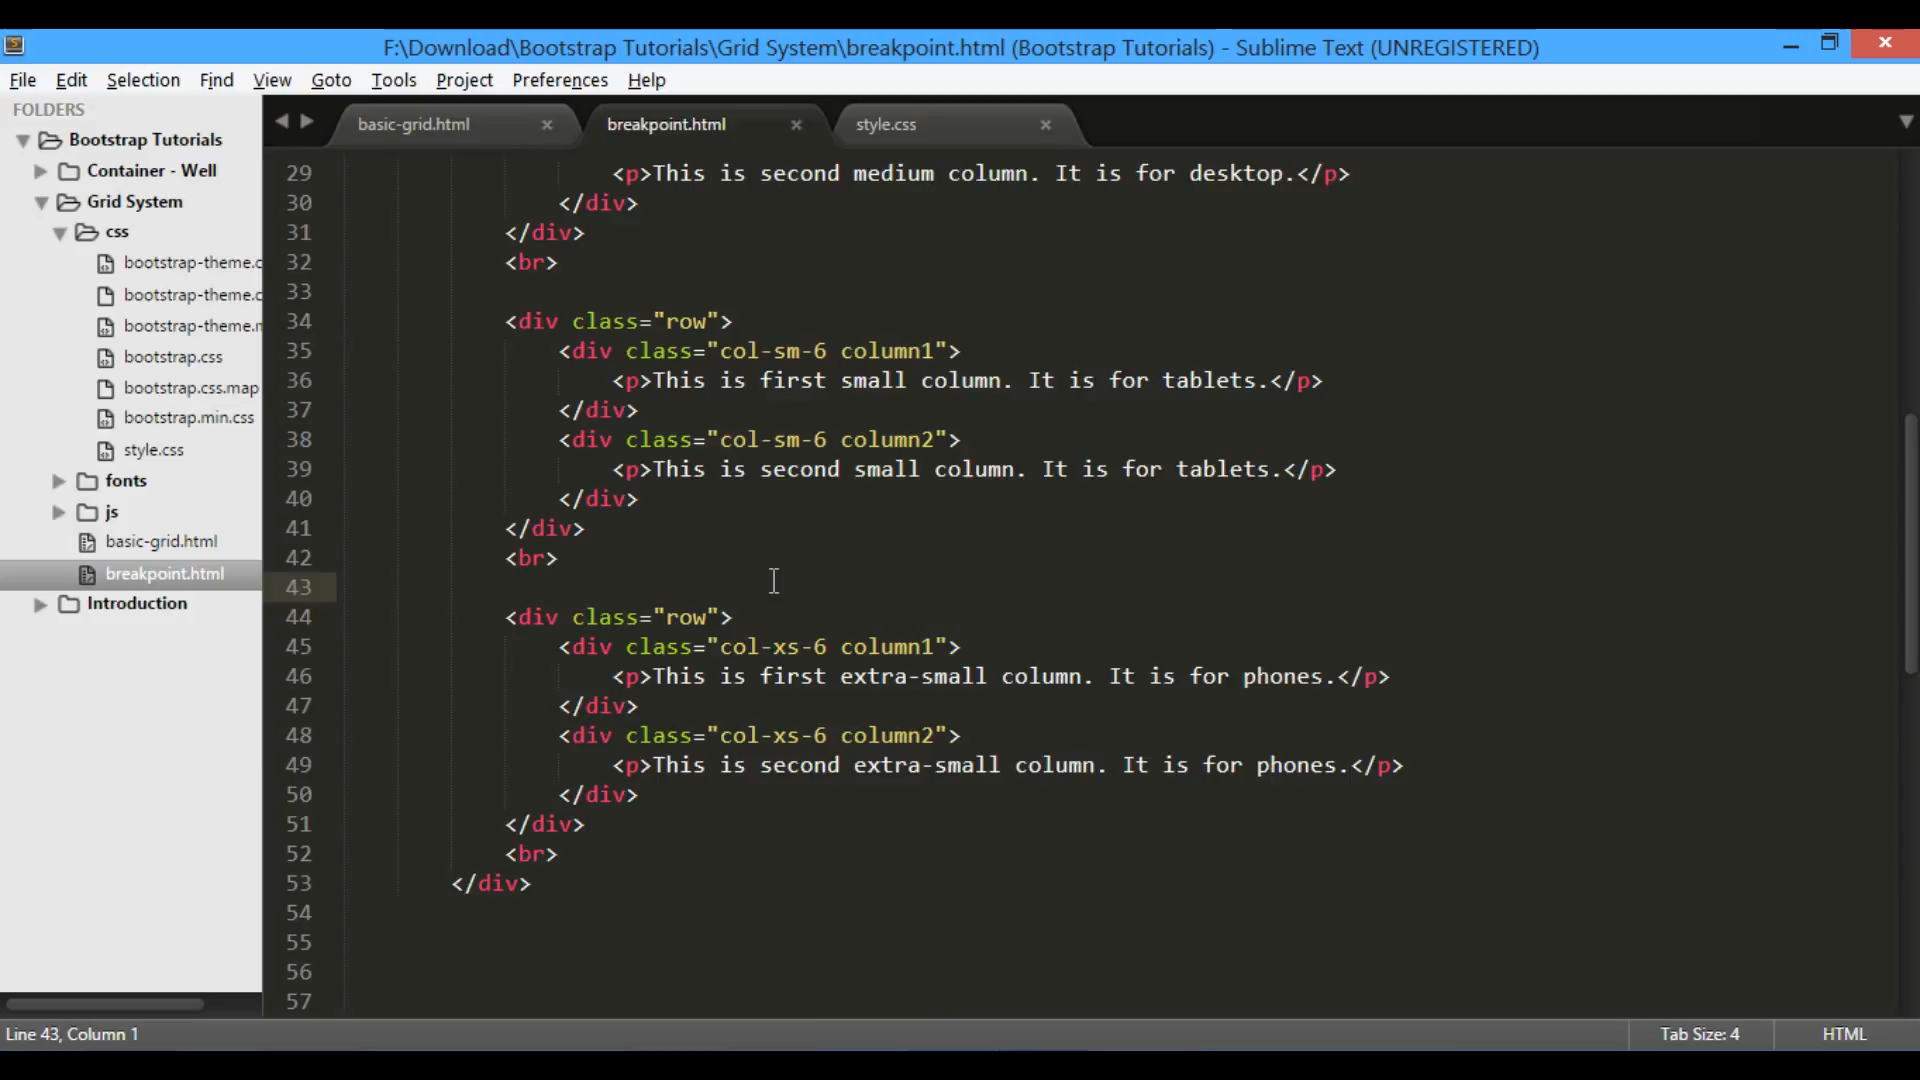 F:\Download\Bootstrap Tutorials\Grid System\breakpoint.html (Bootstrap Tutorials) - Sublime Text (UNREGISTERED)
File Edit Selection Find View Goto Tools Project Preferences Help
FOLDERS
Bootstrap Tutorials
Container - Well
Grid System
css
bootstrap-theme.c
bootstrap-theme.c
bootstrap-theme.r
bootstrap.css
bootstrap.css.map
bootstrap.min.css
style.css
fonts
js
basic-grid.html
breakpoint.html
Introduction
basic-grid.html breakpoint.html style.css
29 <p>This is second medium column. It is for desktop.</p>
30 </div>
31 </div>
32 <br>
33
34 <div class="row">
35 <div class="col-sm-6 column1">
36 <p>This is first small column. It is for tablets.</p>
37 </div>
38 <div class="col-sm-6 column2">
39 <p>This is second small column. It is for tablets.</p>
40 </div>
41 </div>
42 <br>
43
44 <div class="row">
45 <div class="col-xs-6 column1">
46 <p>This is first extra-small column. It is for phones.</p>
47 </div>
48 <div class="col-xs-6 column2">
49 <p>This is second extra-small column. It is for phones.</p>
50 </div>
51 </div>
52 <br>
53 </div>
54
55
56
57
Line 43, Column 1 Tab Size: 4 HTML